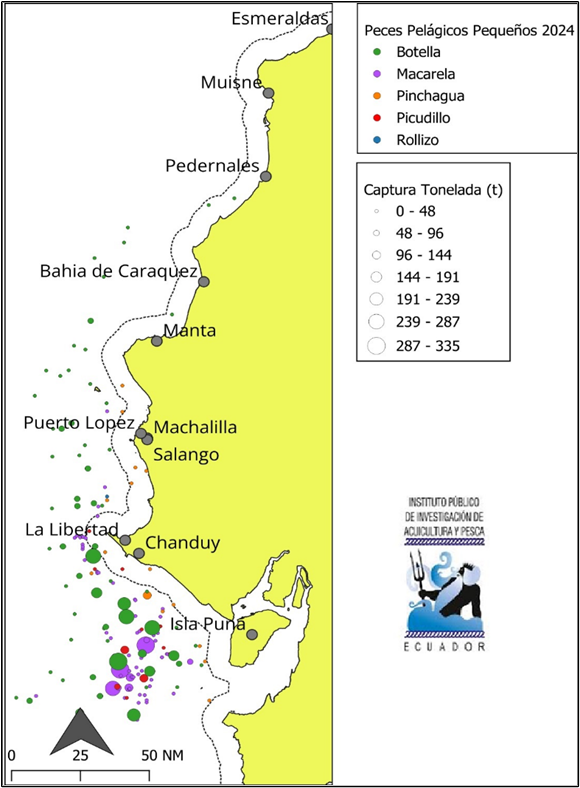 Esmeraldas
Muisne
Pedernales
Bahia de Caraquez
Manta
Puerto Lopez
Machalilla
Salango
La Libertad
Chanduy
Isla Puná
0 25 50 NM
Peces Pelágicos Pequeños 2024
Botella
Macarela
Pinchagua
Picudillo
Rollizo
Captura Tonelada (t)
0 - 48
48 - 96
96 - 144
144 - 191
191 - 239
239 - 287
287 - 335
INSTITUTO PÚBLICO
DE INVESTIGACIÓN DE
ACUICULTURA Y PESCA
ECUADOR